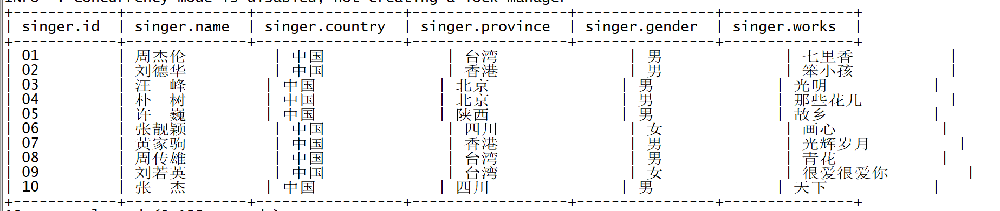 INFO  : Concurrency mode is disabled, not creating a lock manager
| singer.id | singer.name | singer.country | singer.province | singer.gender | singer.works |
| 01 | 周杰伦 | 中国 | 台湾 | 男 | 七里香 |
| 02 | 刘德华 | 中国 | 香港 | 男 | 笨小孩 |
| 03 | 汪  峰 | 中国 | 北京 | 男 | 光明 |
| 04 | 朴  树 | 中国 | 北京 | 男 | 那些花儿 |
| 05 | 许  巍 | 中国 | 陕西 | 男 | 故乡 |
| 06 | 张靓颖 | 中国 | 四川 | 女 | 画心 |
| 07 | 黄家驹 | 中国 | 香港 | 男 | 光辉岁月 |
| 08 | 周传雄 | 中国 | 台湾 | 男 | 青花 |
| 09 | 刘若英 | 中国 | 台湾 | 女 | 很爱很爱你 |
| 10 | 张  杰 | 中国 | 四川 | 男 | 天下 |